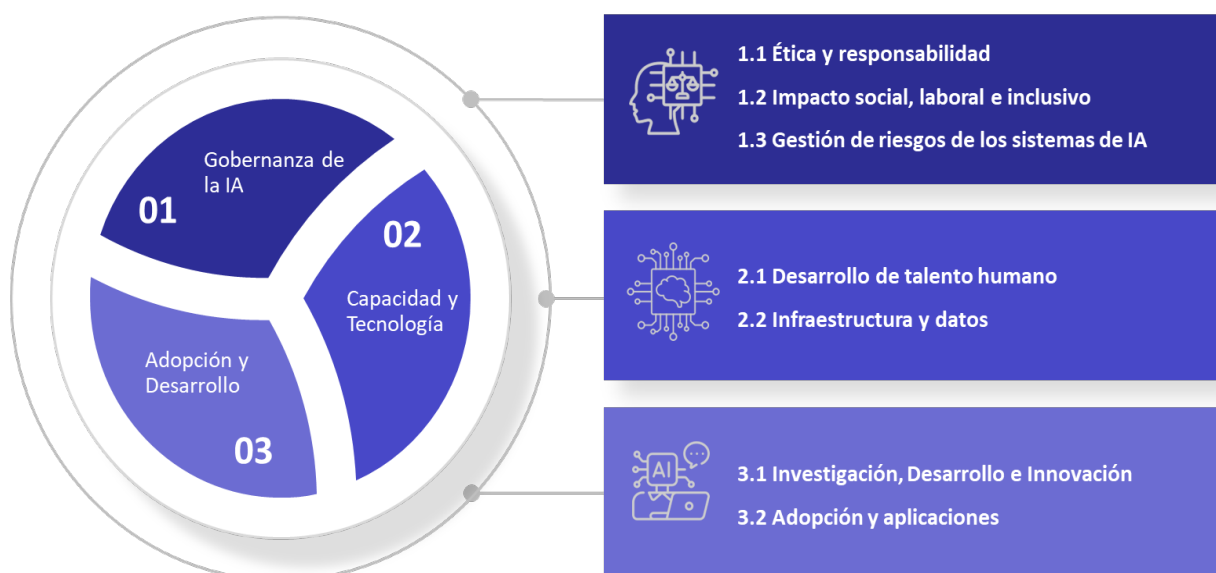 Gobernanza de
la IA
01
02
Capacidad y
Tecnología
Adopción y
Desarrollo
03
1.1 Ética y responsabilidad
1.2 Impacto social, laboral e inclusivo
1.3 Gestión de riesgos de los sistemas de IA
2.1 Desarrollo de talento humano
2.2 Infraestructura y datos
AI
3.1 Investigación, Desarrollo e Innovación
3.2 Adopción y aplicaciones